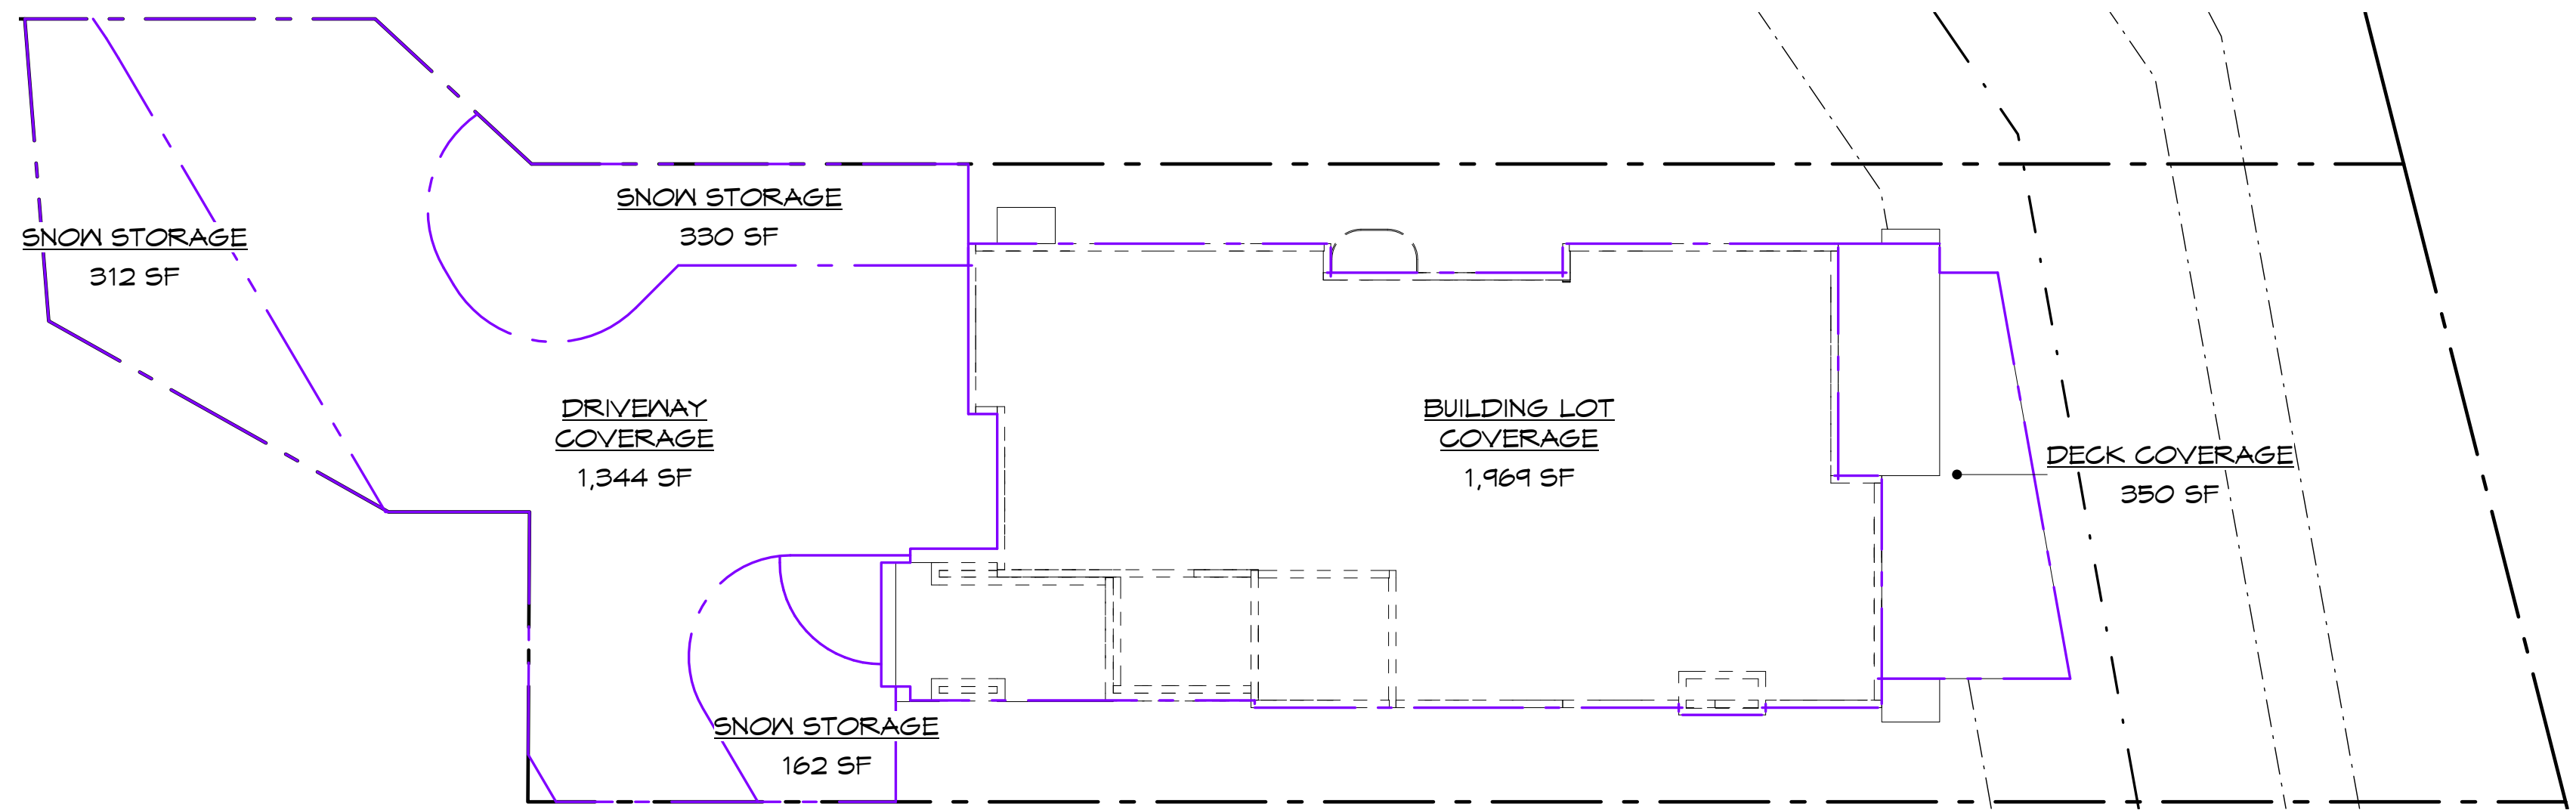 SNOW STORAGE
312 SF
SNOW STORAGE
330 SF
DRIVEWAY
COVERAGE
1,344 SF
BUILDING LOT
COVERAGE
1,969 SF
DECK COVERAGE
350 SF
SNOW STORAGE
162 SF